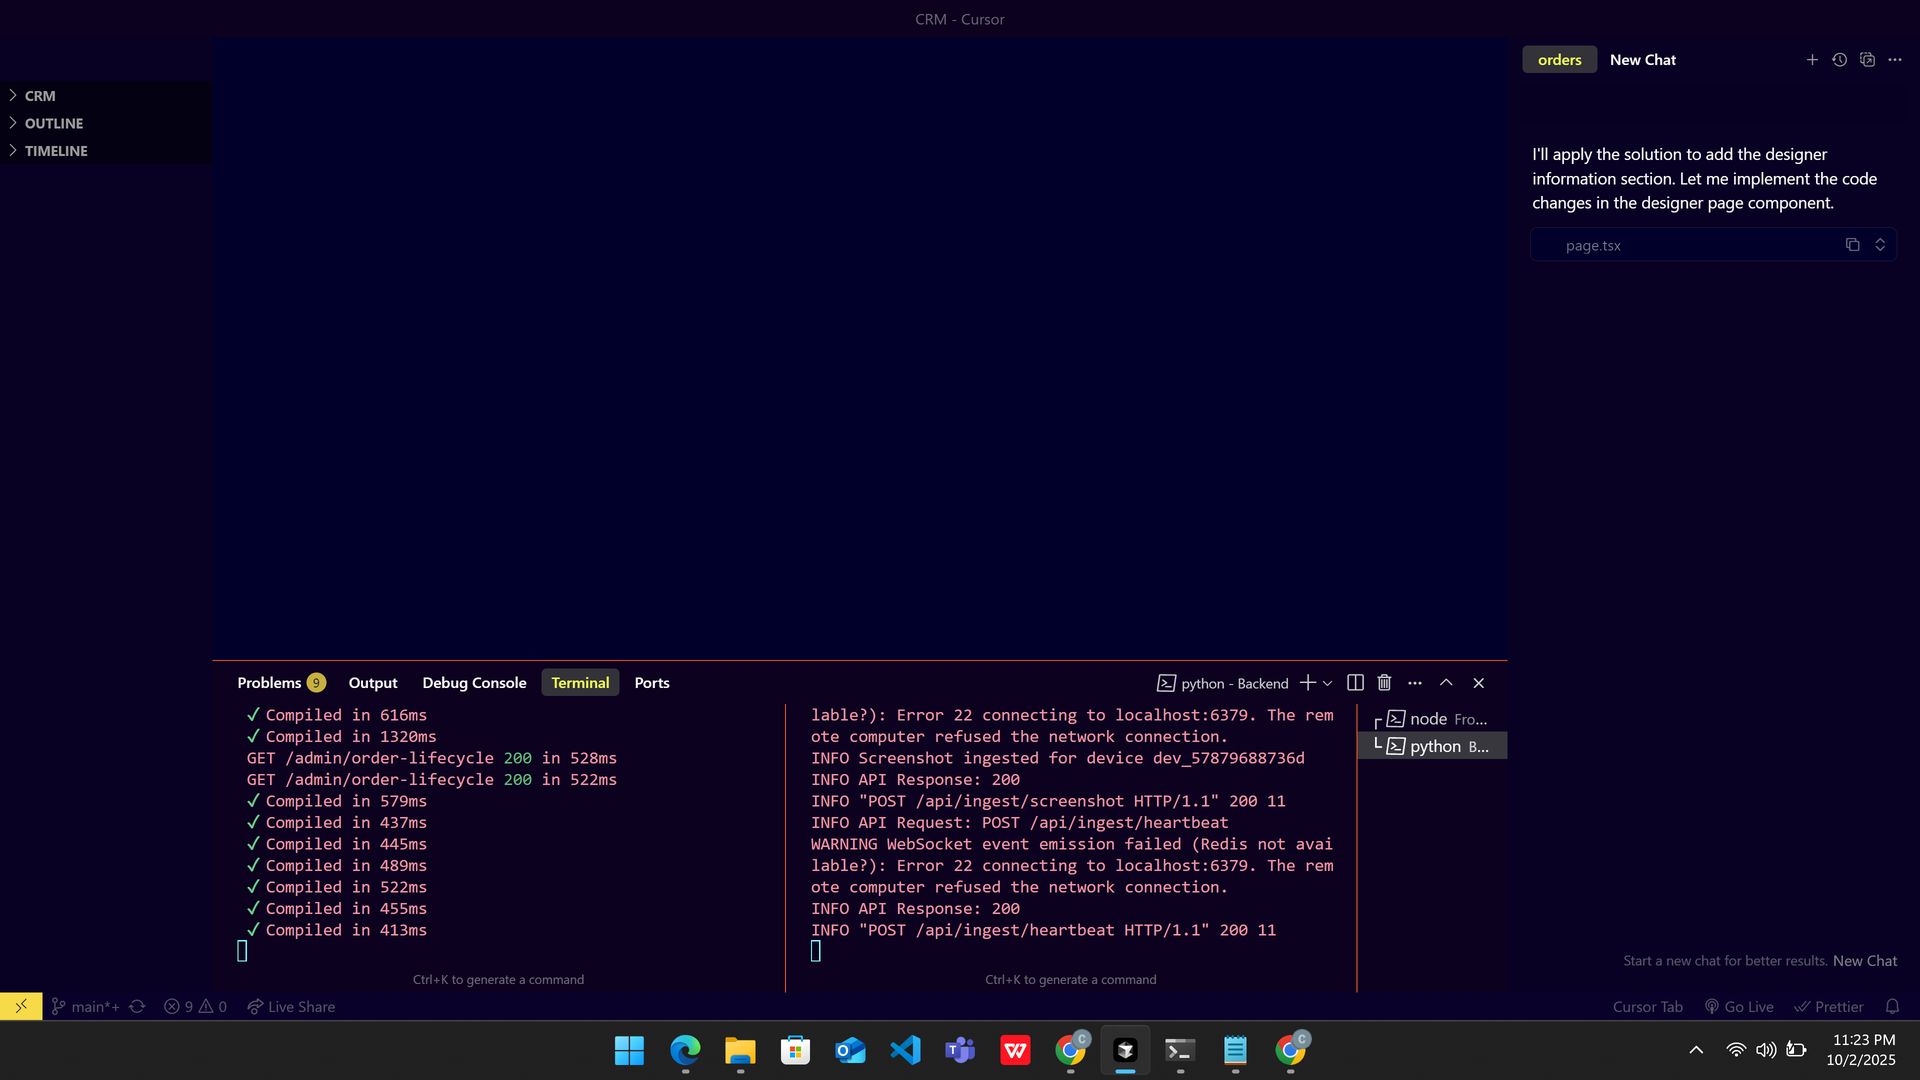 CRM - Cursor
CRM
OUTLINE
TIMELINE
orders New Chat
I'll apply the solution to add the designer
information section. Let me implement the code
changes in the designer page component.
page.tsx
Start a new chat for better results. New Chat
Problems 9 Output Debug Console Terminal Ports
python - Backend
✓ Compiled in 616ms
✓ Compiled in 1320ms
GET /admin/order-lifecycle 200 in 528ms
GET /admin/order-lifecycle 200 in 522ms
✓ Compiled in 579ms
✓ Compiled in 437ms
✓ Compiled in 445ms
✓ Compiled in 489ms
✓ Compiled in 522ms
✓ Compiled in 455ms
✓ Compiled in 413ms
Ctrl+K to generate a command
lable?): Error 22 connecting to localhost:6379. The rem
ote computer refused the network connection.
INFO Screenshot ingested for device dev_57879688736d
INFO API Response: 200
INFO "POST /api/ingest/screenshot HTTP/1.1" 200 11
INFO API Request: POST /api/ingest/heartbeat
WARNING WebSocket event emission failed (Redis not avai
lable?): Error 22 connecting to localhost:6379. The rem
ote computer refused the network connection.
INFO API Response: 200
INFO "POST /api/ingest/heartbeat HTTP/1.1" 200 11
Ctrl+K to generate a command
node Fro...
python B...
main*+ 9 0 Live Share
Cursor Tab Go Live Prettier
11:23 PM
10/2/2025